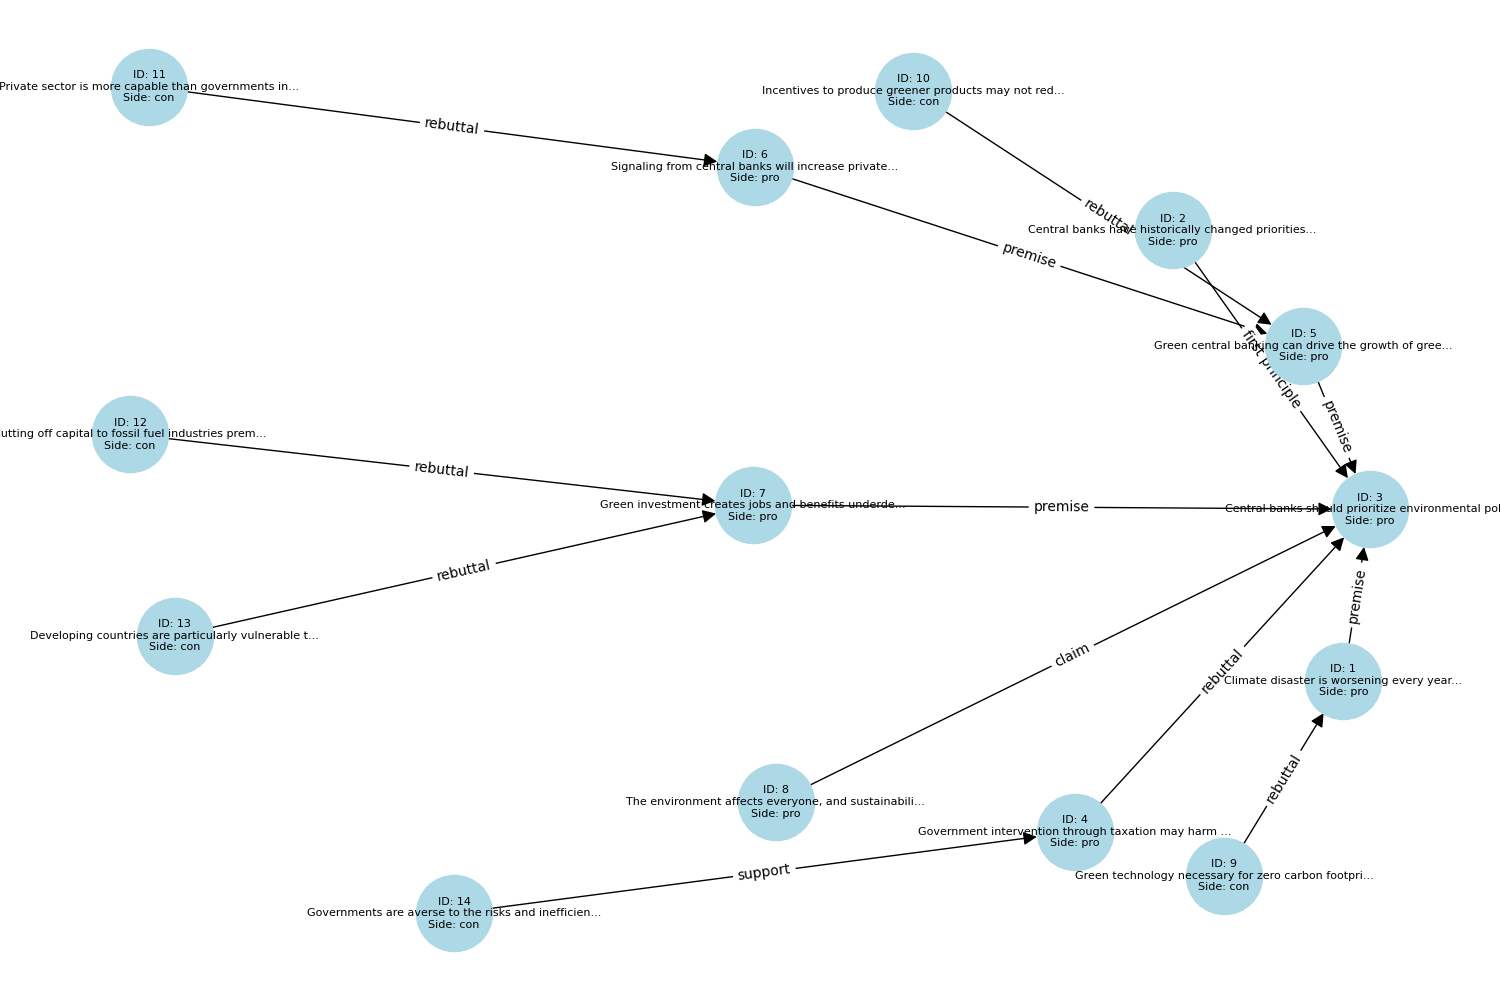 ID: 11
Private sector is more capable than governments in...
Side: con
ID: 10
Incentives to produce greener products may not red...
Side: con
rebuttal
ID: 6
Signaling from central banks will increase private...
Side: pro
rebuttal
ID: 2
Central banks have historically changed priorities...
Side: pro
premise
first principle
ID: 5
Green central banking can drive the growth of gree...
Side: pro
premise
ID: 12
utting off capital to fossil fuel industries prem...
Side: con
rebuttal
ID: 7
Green investment creates jobs and benefits underde...
Side: pro
premise
ID: 3
Central banks should prioritize environmental pol
Side: pro
rebuttal
premise
ID: 13
Developing countries are particularly vulnerable t...
Side: con
claim
rebuttal
ID: 1
Climate disaster is worsening every year...
Side: pro
rebuttal
ID: 8
The environment affects everyone, and sustainabili...
Side: pro
ID: 4
Government intervention through taxation may harm ...
Side: pro
support
ID: 9
Green technology necessary for zero carbon footpri...
Side: con
ID: 14
Governments are averse to the risks and inefficien...
Side: con